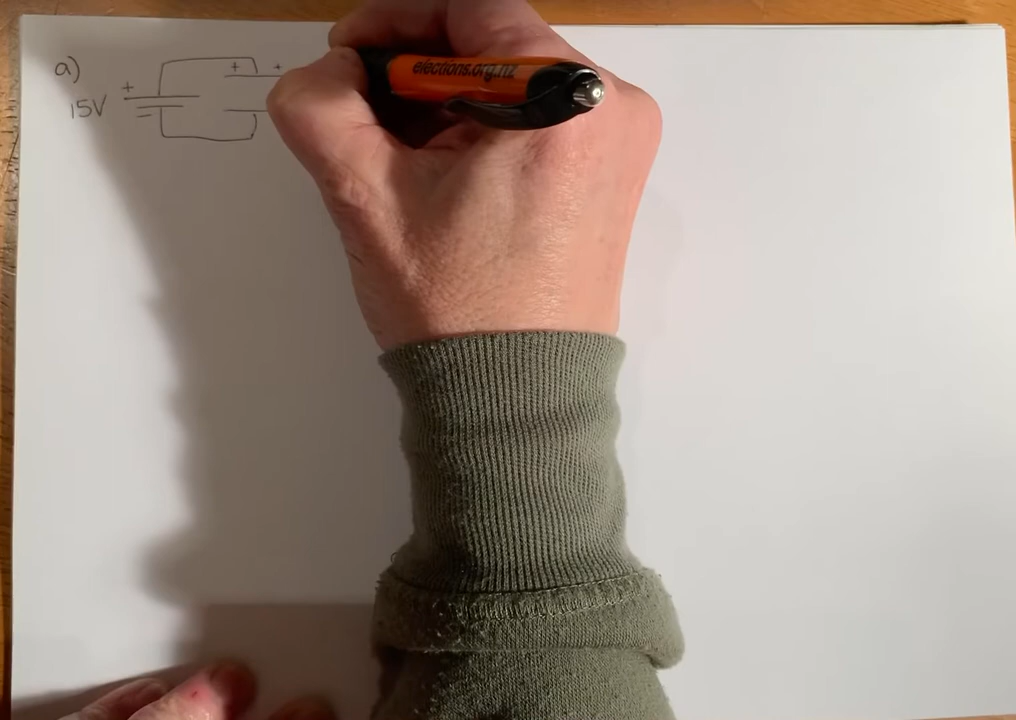 a)
+ +
+
15V
-
elections.org.nz